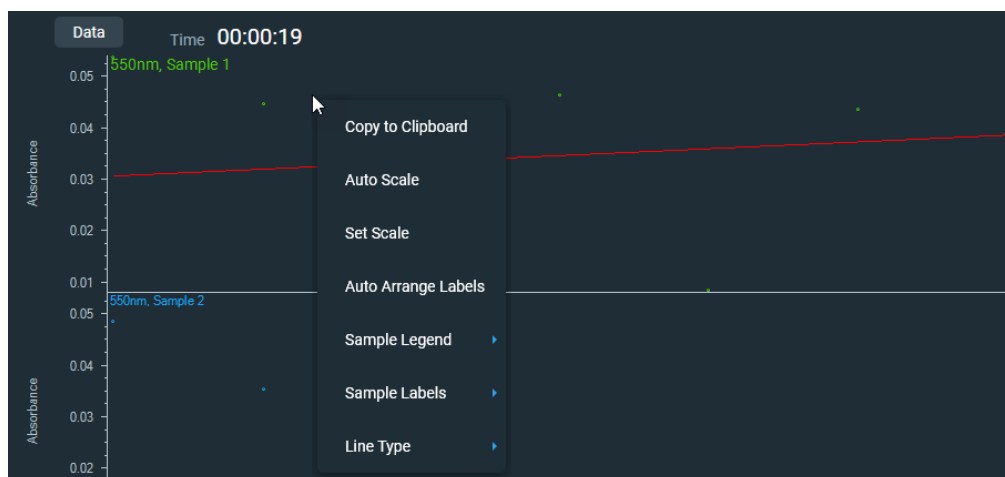 Data
Time 00:00:19
550nm, Sample 1
0.05
0.04
0.03
0.02
0.01
Absorbance
Copy to Clipboard
Auto Scale
Set Scale
Auto Arrange Labels
Sample Legend
Sample Labels
Line Type
550nm, Sample 2
0.05
0.04
0.03
0.02
Absorbance